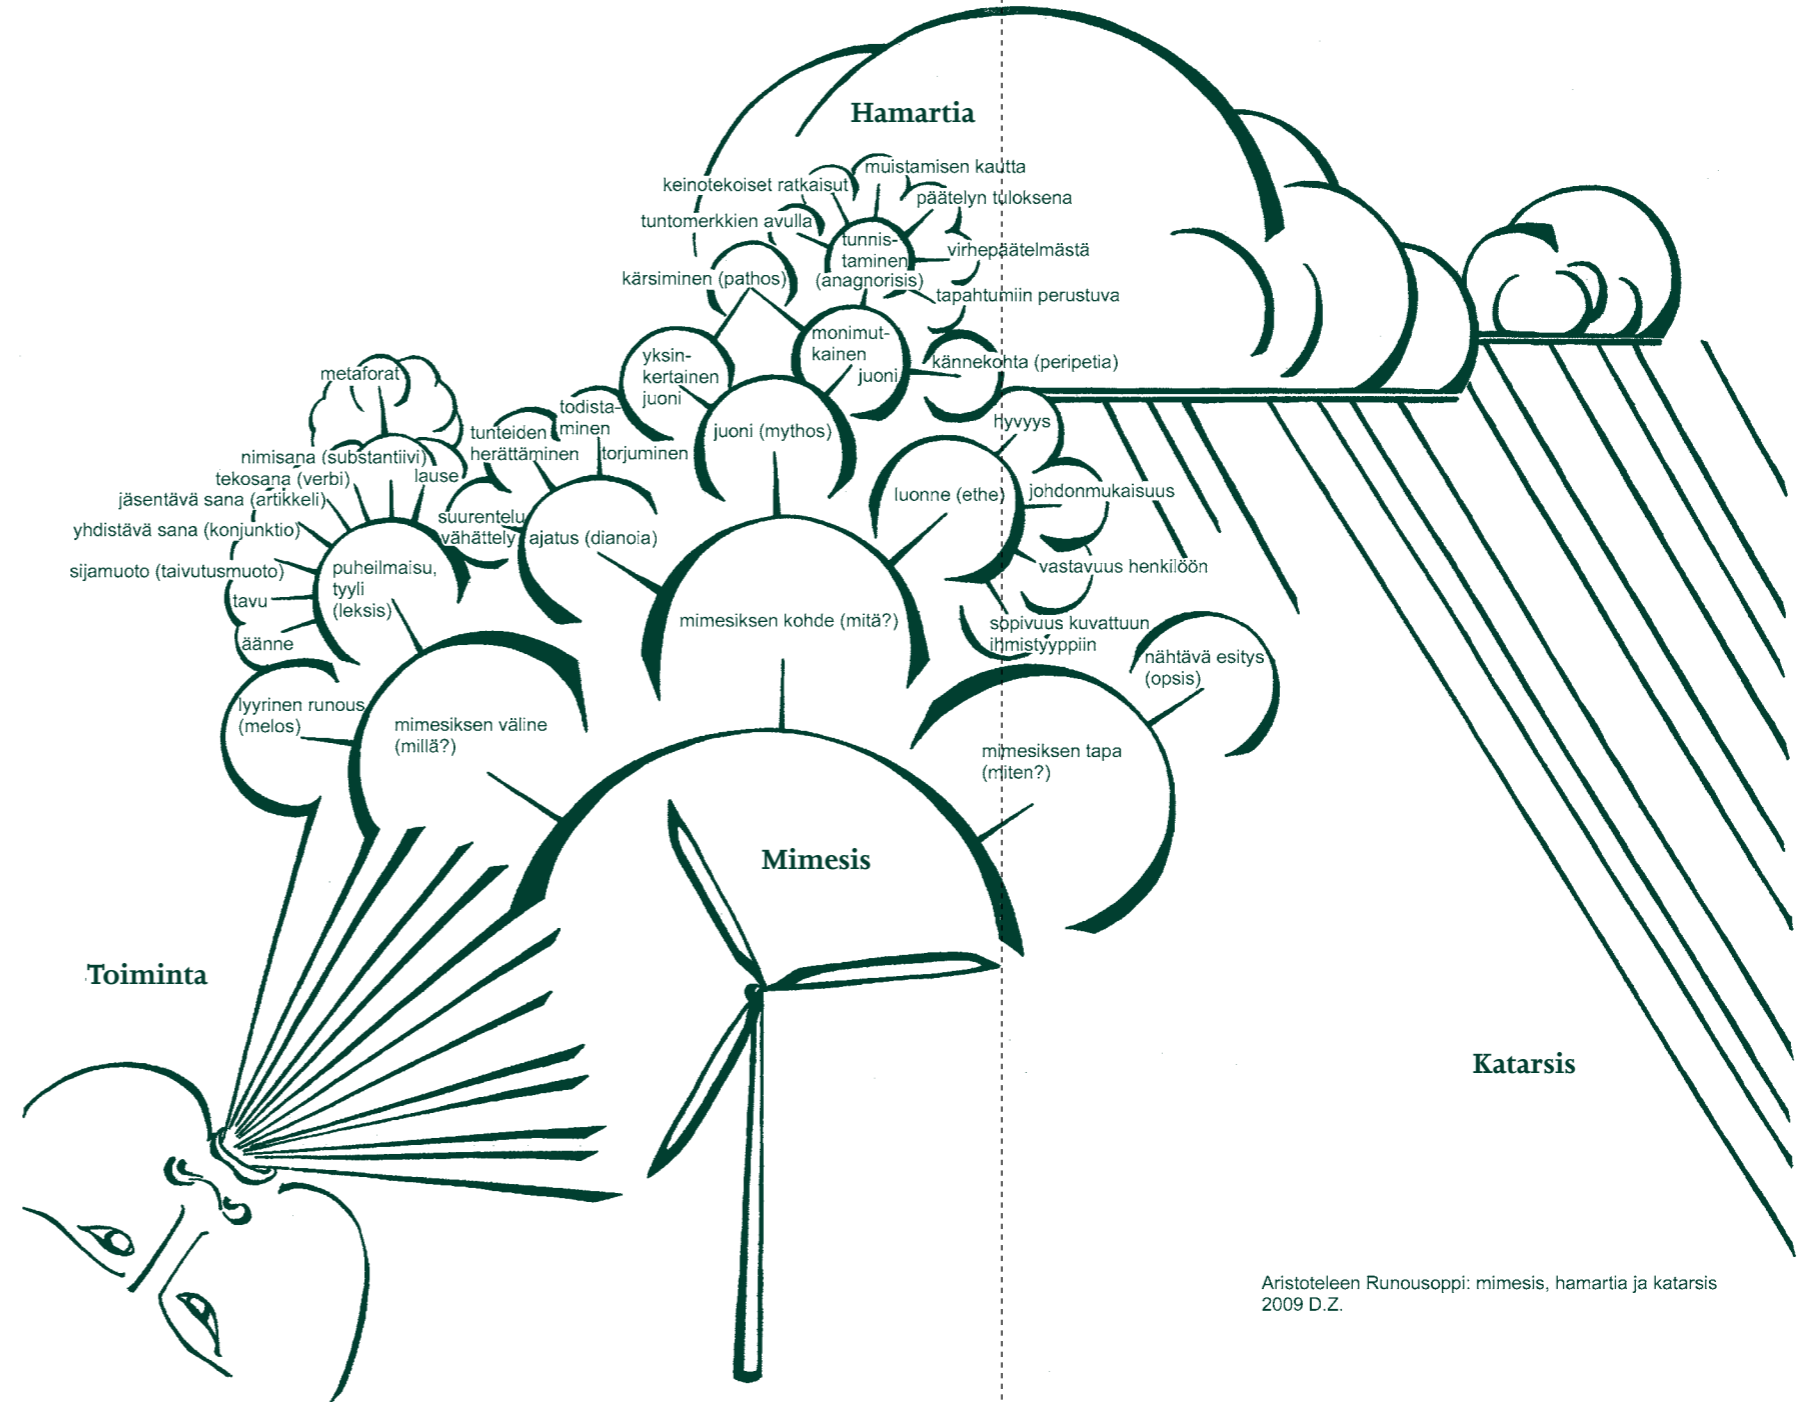 Hamartia
muistamisen kautta
keinotekoiset ratkaisut
päätelyn tuloksena
tuntomerkkien avulla
tunnis-
taminen
(anagnorisis)
virhepäätelmästä
kärsiminen (pathos)
tapahtumiin perustuva
monimut-
kainen
juoni
yksin-
kertainen
juoni
kännekohta (peripetia)
metaforat
todista-
minen
tunteiden
herättäminen
torjuminen
juoni (mythos)
hyvyys
nimisana (substantiivi)
tekosana (verbi)
lause
jäsentävä sana (artikkeli)
yhdistävä sana (konjunktio)
sijamuoto (taivutusmuoto)
tavu
äänne
suurentelu
vähättely
ajatus (dianoia)
luonne (ethe)
johdonmukaisuus
vastavuus henkilöön
sopivuus kuvattuun
ihmistyyppiin
puheilmaisu,
tyyli
(leksis)
mimesiksen kohde (mitä?)
nähtävä esitys
(opsis)
lyyrinen runous
(melos)
mimesiksen väline
(millä?)
mimesiksen tapa
(miten?)
Mimesis
Toiminta
Katarsis
Aristoteleen Runousoppi: mimesis, hamartia ja katarsis
2009 D.Z.